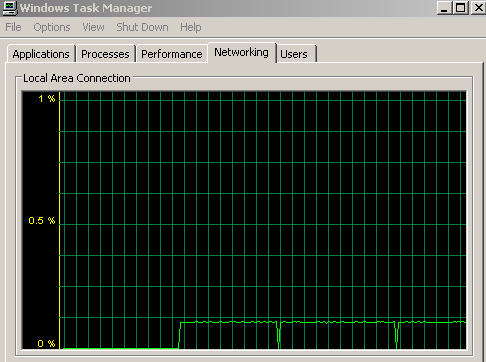 Windows Task Manager
File Options View Shut Down Help
Applications Processes Performance Networking Users
Local Area Connection
1 %
0.5 %
0 %